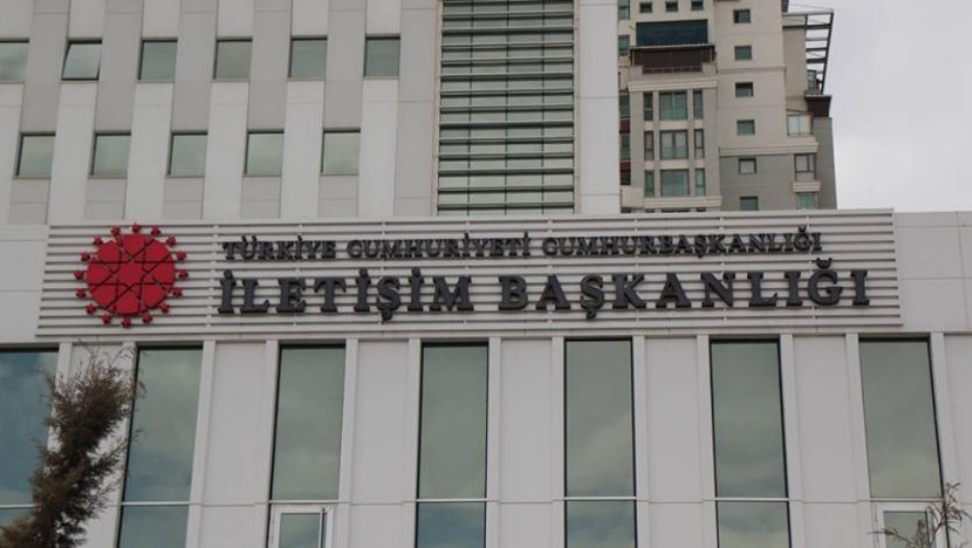 TÜRKİYE CUMHURİYETİ CUMHURBAŞKANLIĞI
İLETİŞİM BAŞKANLIĞI